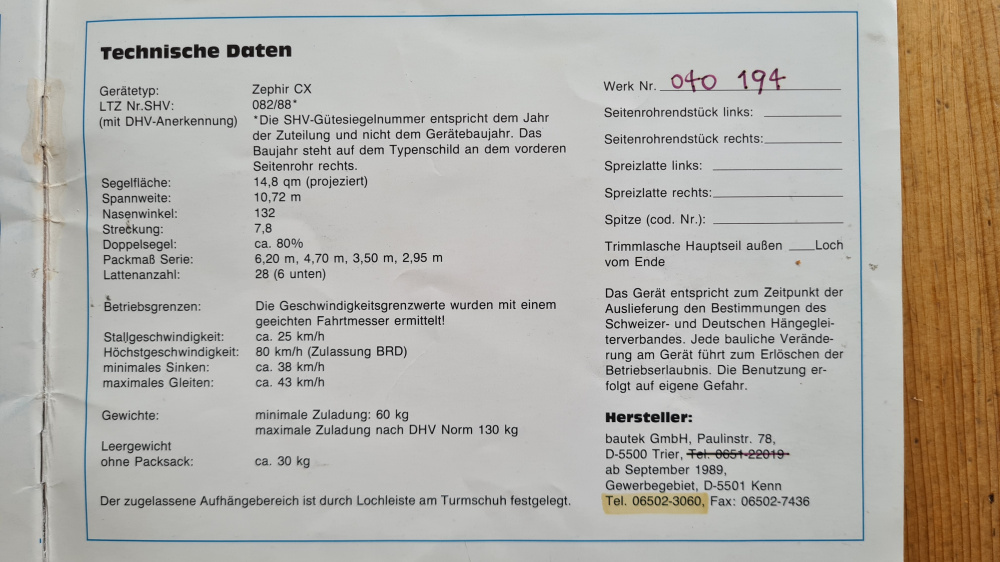 Technische Daten
Gerätetyp: Zephir CX
LTZ Nr.SHV: 082/88*
(mit DHV-Anerkennung) *Die SHV-Gütesiegelnummer entspricht dem Jahr
der Zuteilung und nicht dem Gerätebaujahr. Das
Baujahr steht auf dem Typenschild an dem vorderen
Seitenrohr rechts.
Segelfläche: 14,8 qm (projeziert)
Spannweite: 10,72 m
Nasenwinkel: 132
Streckung: 7,8
Doppelsegel: ca. 80%
Packmaß Serie: 6,20 m, 4,70 m, 3,50 m, 2,95 m
Lattenanzahl: 28 (6 unten)
Betriebsgrenzen: Die Geschwindigkeitsgrenzwerte wurden mit einem
geeichten Fahrtmesser ermittelt!
Stallgeschwindigkeit: ca. 25 km/h
Höchstgeschwindigkeit: 80 km/h (Zulassung BRD)
minimales Sinken: ca. 38 km/h
maximales Gleiten: ca. 43 km/h
Gewichte: minimale Zuladung: 60 kg
maximale Zuladung nach DHV Norm 130 kg
Leergewicht
ohne Packsack: ca. 30 kg
Der zugelassene Aufhängebereich ist durch Lochleiste am Turmschuh festgelegt.
Werk Nr. 040 194
Seitenrohrendstück links:
Seitenrohrendstück rechts:
Spreizlatte links:
Spreizlatte rechts:
Spitze (cod. Nr.):
Trimmlasche Hauptseil außen ___Loch
vom Ende
Das Gerät entspricht zum Zeitpunkt der
Auslieferung den Bestimmungen des
Schweizer- und Deutschen Hängeglei-
terverbandes. Jede bauliche Verände-
rung am Gerät führt zum Erlöschen der
Betriebserlaubnis. Die Benutzung er-
folgt auf eigene Gefahr.
Hersteller:
bautek GmbH, Paulinstr. 78,
D-5500 Trier, Tel. 0651-22019
ab September 1989,
Gewerbegebiet, D-5501 Kenn
Tel. 06502-3060, Fax: 06502-7436